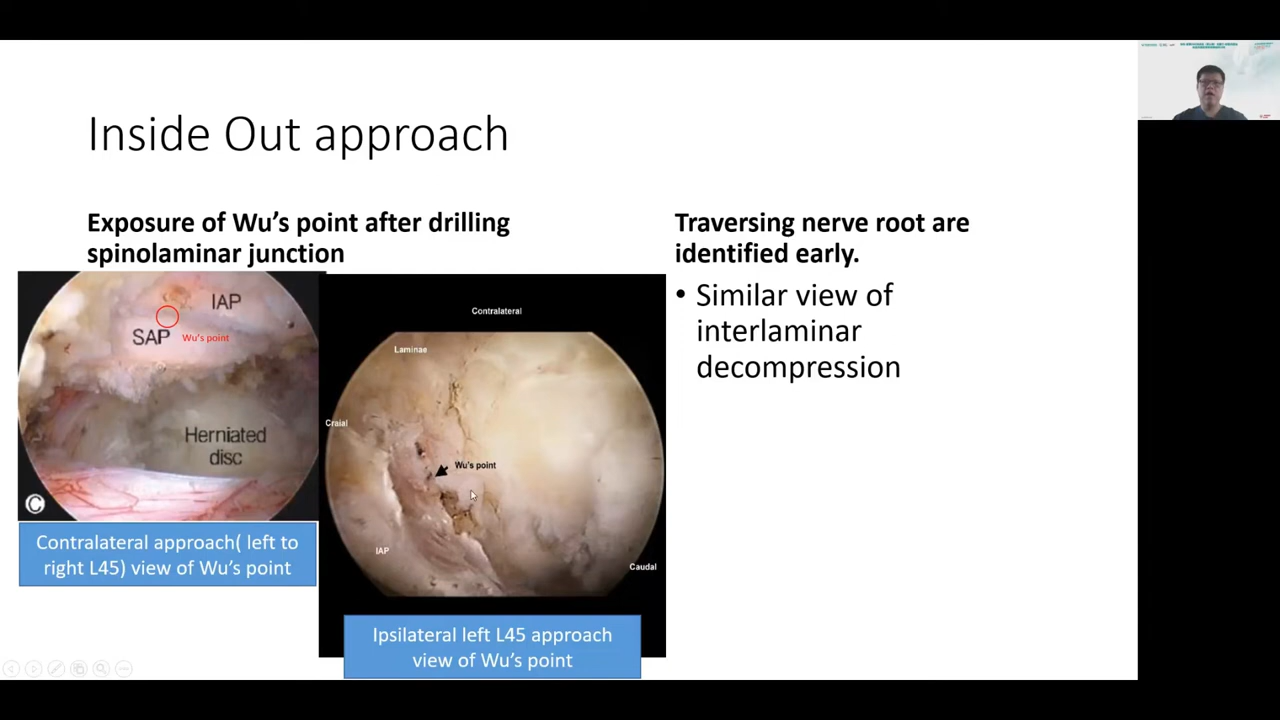 Inside Out approach
Exposure of Wu's point after drilling
spinolaminar junction
IAP
SAP
Wu's point
Herniated
disc
C
Contralateral approach( left to
right L45) view of Wu's point
Contralateral
Laminae
Craial
Wu's point
IAP
Caudal
Ipsilateral left L45 approach
view of Wu's point
Traversing nerve root are
identified early.
• Similar view of
interlaminar
decompression